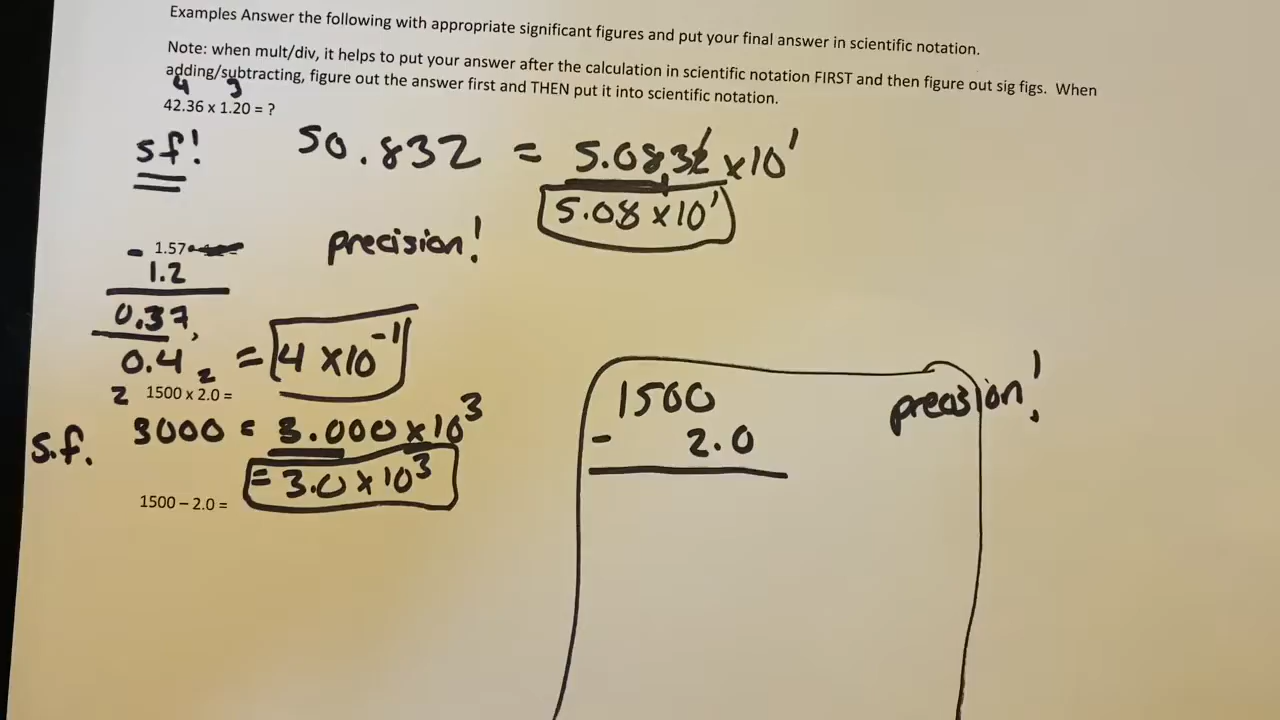 Examples Answer the following with appropriate significant figures and put your final answer in scientific notation.
Note: when mult/div, it helps to put your answer after the calculation in scientific notation FIRST and then figure out sig figs. When
adding/subtracting, figure out the answer first and THEN put it into scientific notation.
4 3
42.36 x 1.20 = ?
sf! 50.832 = 5.0832 x10¹
5.08 x10¹
precision!
- 1.57
1.2
0.37
0.4 = 4 x10⁻¹
2 2
1500 x 2.0 =
s.f. 3000 = 3.000 x10³
= 3.0 x 10³
1500 – 2.0 =
1500 precision!
- 2.0